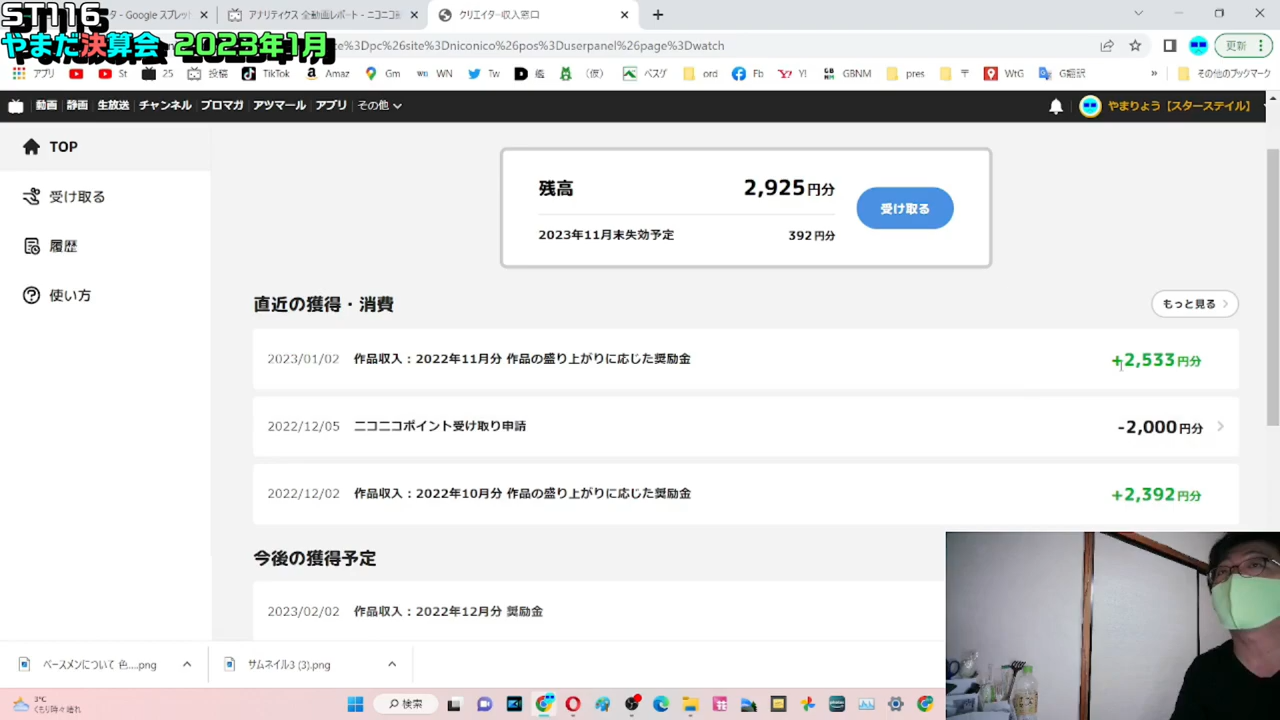 ST116
やまだ決算会 2023年1月
タ - Google スプレッ
アナリティクス 全動画レポート - ニコニコ
クリエイター収入窓口
e%3Dpc%26site%3Dniconico%26pos%3Duserpanel%26page%3Dwatch
更新
アプリ St 25 投稿 TikTok Amaz Gm WN Tw 艦 (仮) ベスゲ ord Fb Y! GBNM pres 〒 WtG G翻訳 » その他のブックマーク
動画 静画 生放送 チャンネル ブロマガ アツマール アプリ その他
やまりょう【スターステイル】
TOP
受け取る
履歴
使い方
残高 2,925円分
受け取る
2023年11月末失効予定 392円分
直近の獲得・消費
もっと見る
2023/01/02 作品収入:2022年11月分 作品の盛り上がりに応じた奨励金 +2,533円分
2022/12/05 ニコニコポイント受け取り申請 -2,000円分
2022/12/02 作品収入:2022年10月分 作品の盛り上がりに応じた奨励金 +2,392円分
今後の獲得予定
2023/02/02 作品収入:2022年12月分 奨励金
ベースメンについて 色....png
サムネイル3 (3).png
3°C
くもり時々晴れ
検索